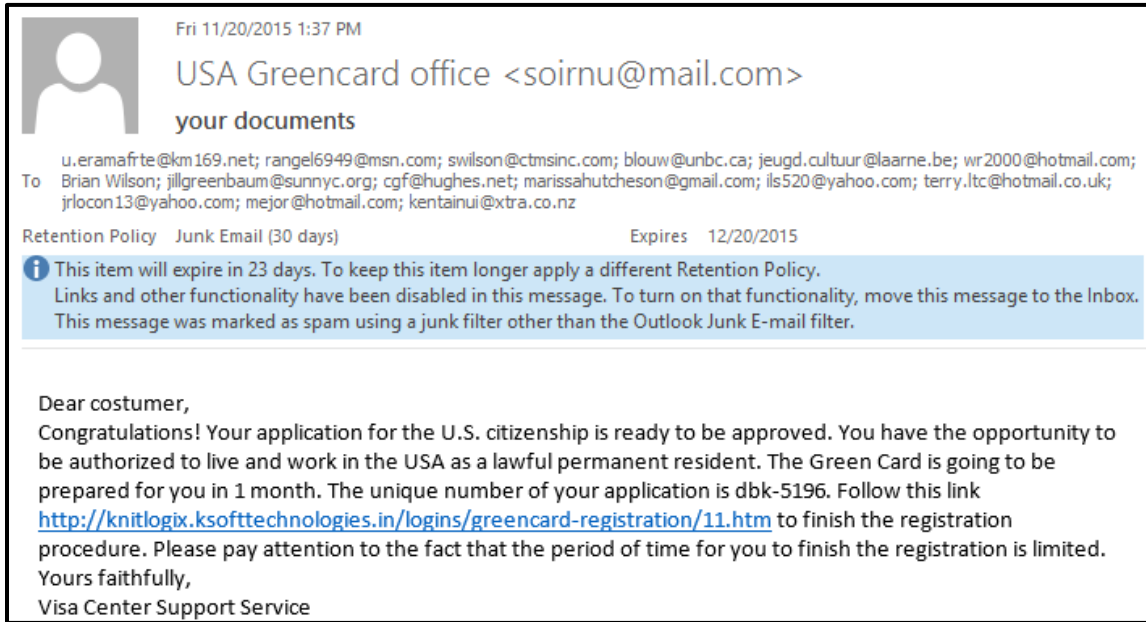 Fri 11/20/2015 1:37 PM
USA Greencard office <soirnu@mail.com>
your documents
u.eramafrte@km169.net; rangel6949@msn.com; swilson@ctmsinc.com; blouw@unbc.ca; jeugd.cultuur@laarne.be; wr2000@hotmail.com;
To Brian Wilson; jillgreenbaum@sunnyc.org; cgf@hughes.net; marissahutcheson@gmail.com; ils520@yahoo.com; terry.ltc@hotmail.co.uk;
jrlocon13@yahoo.com; mejor@hotmail.com; kentainui@xtra.co.nz
Retention Policy Junk Email (30 days) Expires 12/20/2015
This item will expire in 23 days. To keep this item longer apply a different Retention Policy.
Links and other functionality have been disabled in this message. To turn on that functionality, move this message to the Inbox.
This message was marked as spam using a junk filter other than the Outlook Junk E-mail filter.
Dear costumer,
Congratulations! Your application for the U.S. citizenship is ready to be approved. You have the opportunity to
be authorized to live and work in the USA as a lawful permanent resident. The Green Card is going to be
prepared for you in 1 month. The unique number of your application is dbk-5196. Follow this link
http://knitlogix.ksofttechnologies.in/logins/greencard-registration/11.htm to finish the registration
procedure. Please pay attention to the fact that the period of time for you to finish the registration is limited.
Yours faithfully,
Visa Center Support Service